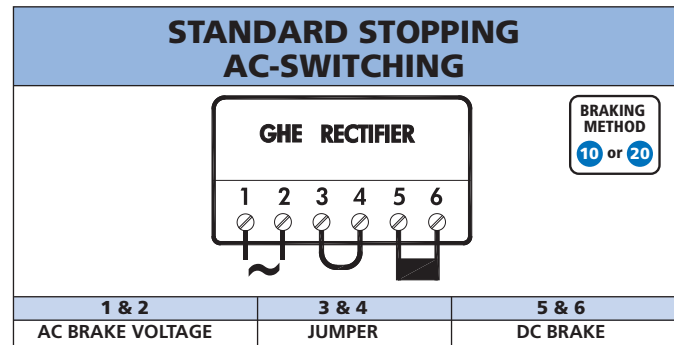 STANDARD STOPPING
AC-SWITCHING
GHE RECTIFIER
BRAKING
METHOD
10 or 20
1 2 3 4 5 6
~
1 & 2 3 & 4 5 & 6
AC BRAKE VOLTAGE JUMPER DC BRAKE